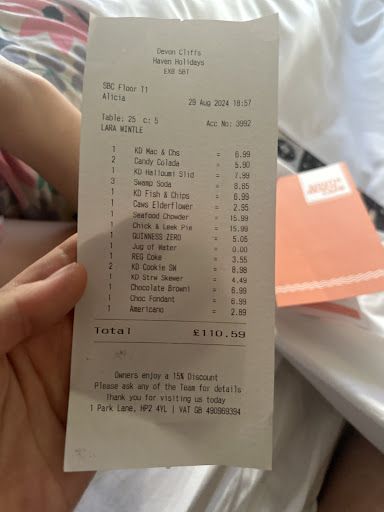 Devon Cliffs
Haven Holidays
EX8 5BT
SBC Floor T1
Alicia
29 Aug 2024 18:57
Table: 25 c: 5
Acc No: 3992
LARA WINTLE
1 KD Mac & Chs = 6.99
2 Candy Colada = 5.90
1 KD Halloumi Slid = 7.99
3 Swamp Soda = 8.85
1 KD Fish & Chips = 6.99
1 Caws Elderflower = 2.95
1 Seafood Chowder = 15.99
1 Chick & Leek Pie = 15.99
1 GUINNESS ZERO = 5.05
1 Jug of Water = 0.00
1 REG Coke = 3.55
2 KD Cookie SW = 8.98
1 KD Strw Skewer = 4.49
1 Chocolate Browni = 6.99
1 Choc Fondant = 6.99
1 Americano = 2.89
Total £110.59
Owners enjoy a 15% Discount
Please ask any of the Team for details
Thank you for visiting us today
1 Park Lane, HP2 4YL | VAT GB 490969394